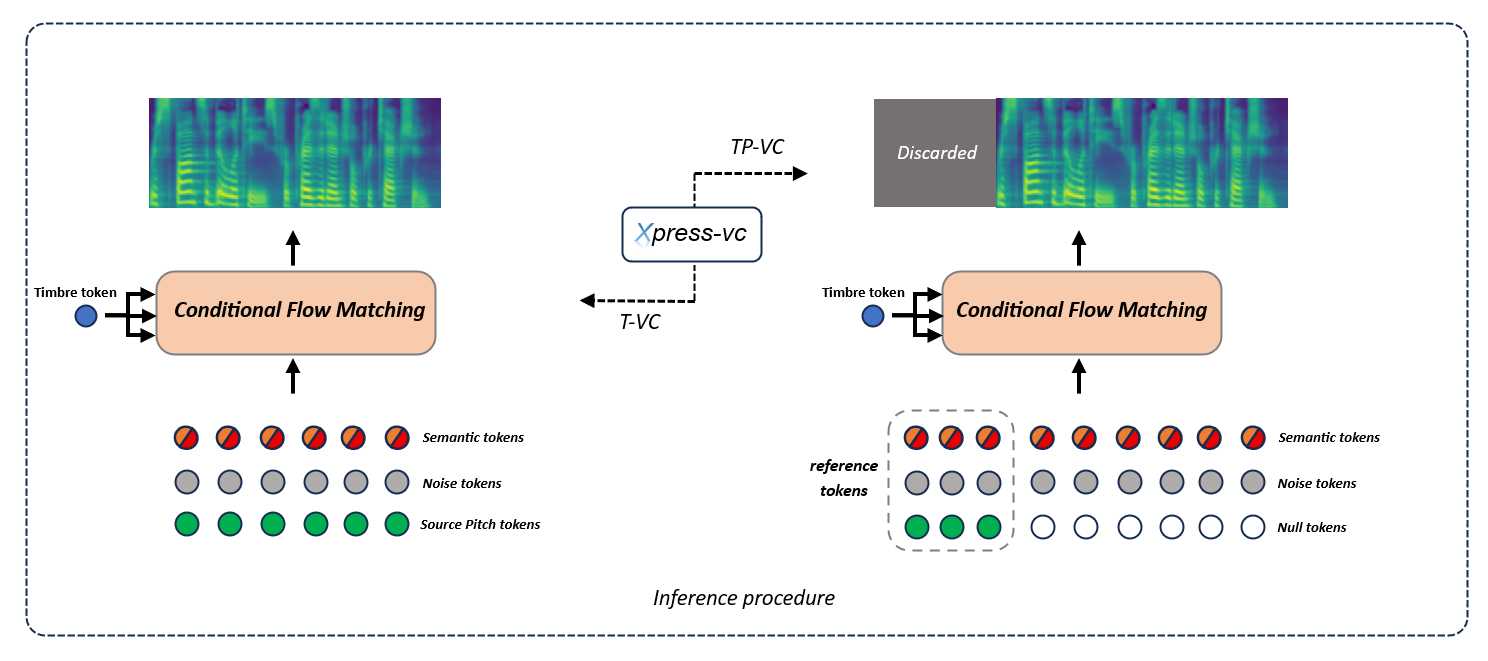 TP-VC
Discarded
Xpress-vc
T-VC
Timbre token
Conditional Flow Matching
Timbre token
Conditional Flow Matching
Semantic tokens
Noise tokens
Source Pitch tokens
reference
tokens
Semantic tokens
Noise tokens
Null tokens
Inference procedure